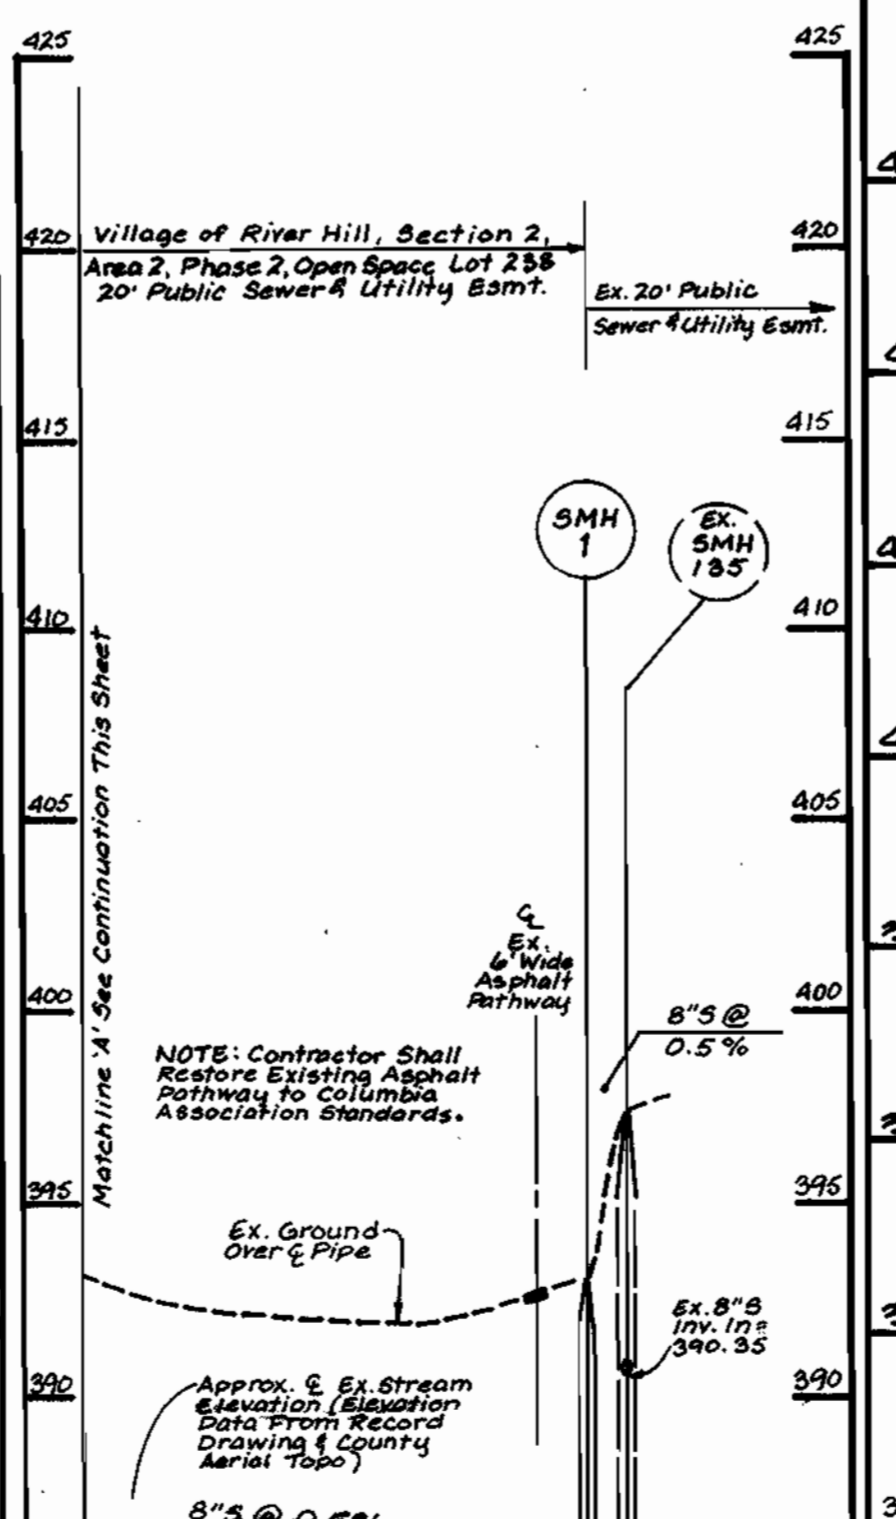 425
425
420
Village of River Hill, Section 2,
Area 2, Phase 2, Open Space Lot 238
20' Public Sewer & Utility Esmt.
420
Ex. 20' Public
Sewer & Utility Esmt.
415
415
SMH
1
EX.
SMH
135
410
410
Matchline 'A' See Continuation This Sheet
405
405
℄
Ex.
6' Wide
Asphalt
Pathway
400
400
8"S @
0.5%
NOTE: Contractor Shall
Restore Existing Asphalt
Pathway to Columbia
Association Standards.
395
395
Ex. Ground
Over ℄ Pipe
Ex. 8"S
Inv. In =
390.35
390
390
Approx. ℄ Ex. Stream
Elevation (Elevation
Data From Record
Drawing & County
Aerial Topo)
8"S @ 0.5%